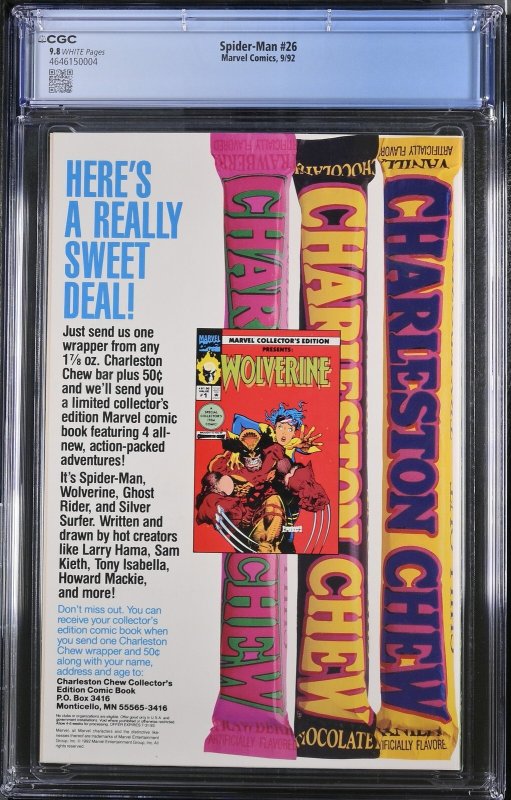 CGC
9.8 WHITE Pages
4646150004
Spider-Man #26
Marvel Comics, 9/92
HERE'S
A REALLY
SWEET
DEAL!
Just send us one
wrapper from any
1 7/8 oz. Charleston
Chew bar plus 50¢
and we'll send you
a limited collector's
edition Marvel comic
book featuring 4 all-
new, action-packed
adventures!
It's Spider-Man,
Wolverine, Ghost
Rider, and Silver
Surfer. Written and
drawn by hot creators
like Larry Hama, Sam
Kieth, Tony Isabella,
Howard Mackie,
and more!
Don't miss out. You can
receive your collector's
edition comic book when
you send one Charleston
Chew wrapper and 50¢
along with your name,
address and age to:
Charleston Chew Collector's
Edition Comic Book
P.O. Box 3416
Monticello, MN 55565-3416
MARVEL COLLECTOR'S EDITION
PRESENTS:
WOLVERINE
MARVEL
#1
CHARLESTON CHEW
CHOCOLATE
CHARLESTON CHEW
CHOCOLATE
VANILLA
ARTIFICIALLY FLAVOR
CHARLESTON CHEW